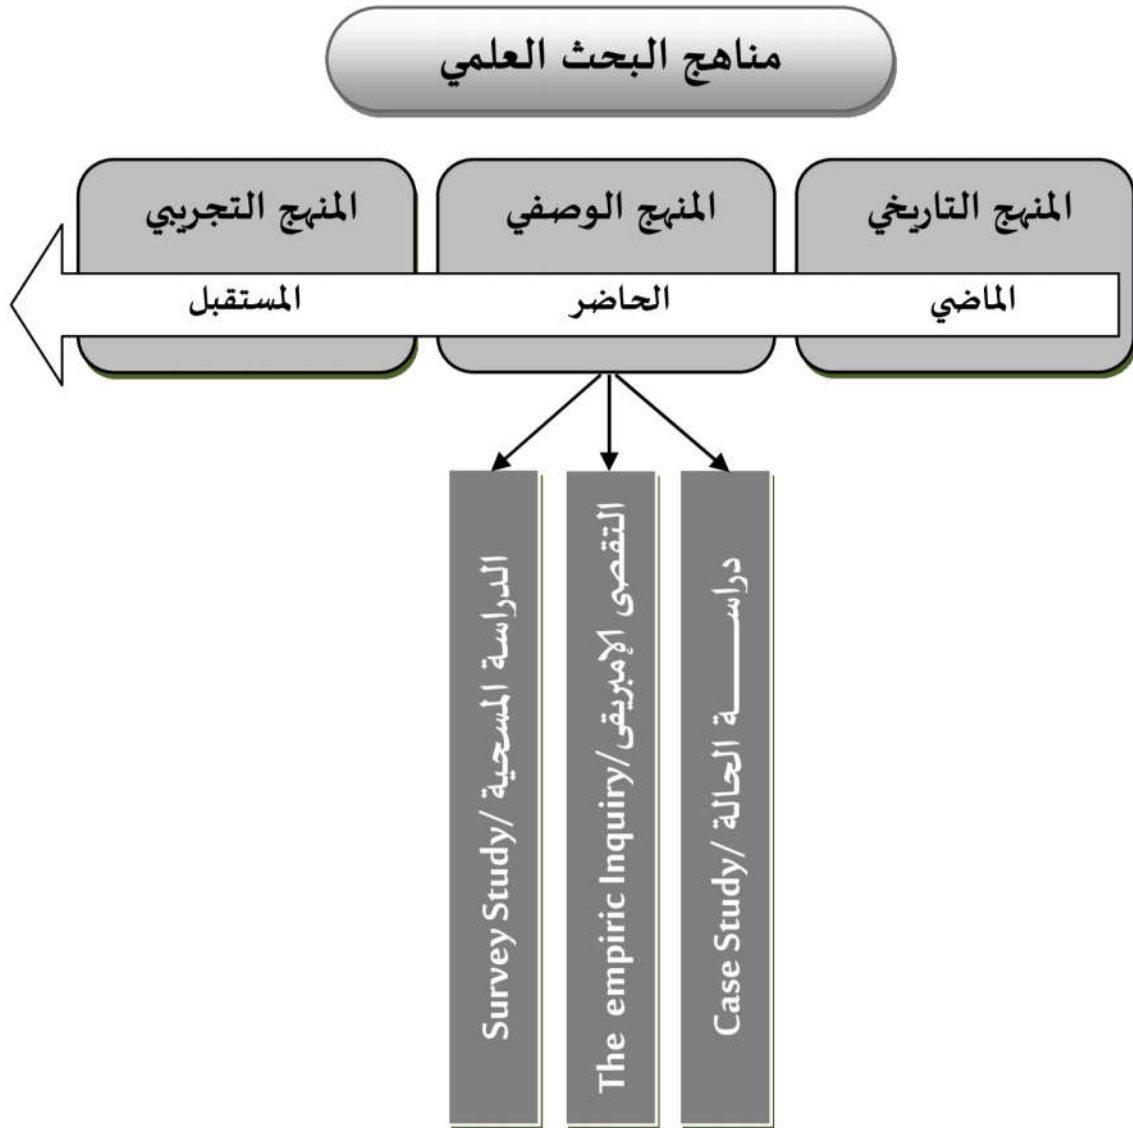 مناهج البحث العلمي
المنهج التاريخي
المنهج الوصفي
المنهج التجريبي
الماضي
الحاضر
المستقبل
دراســـــة الحالة /Case Study
التقصى الإمبريقى/The empiric Inquiry
الدراسة المسحية /Survey Study